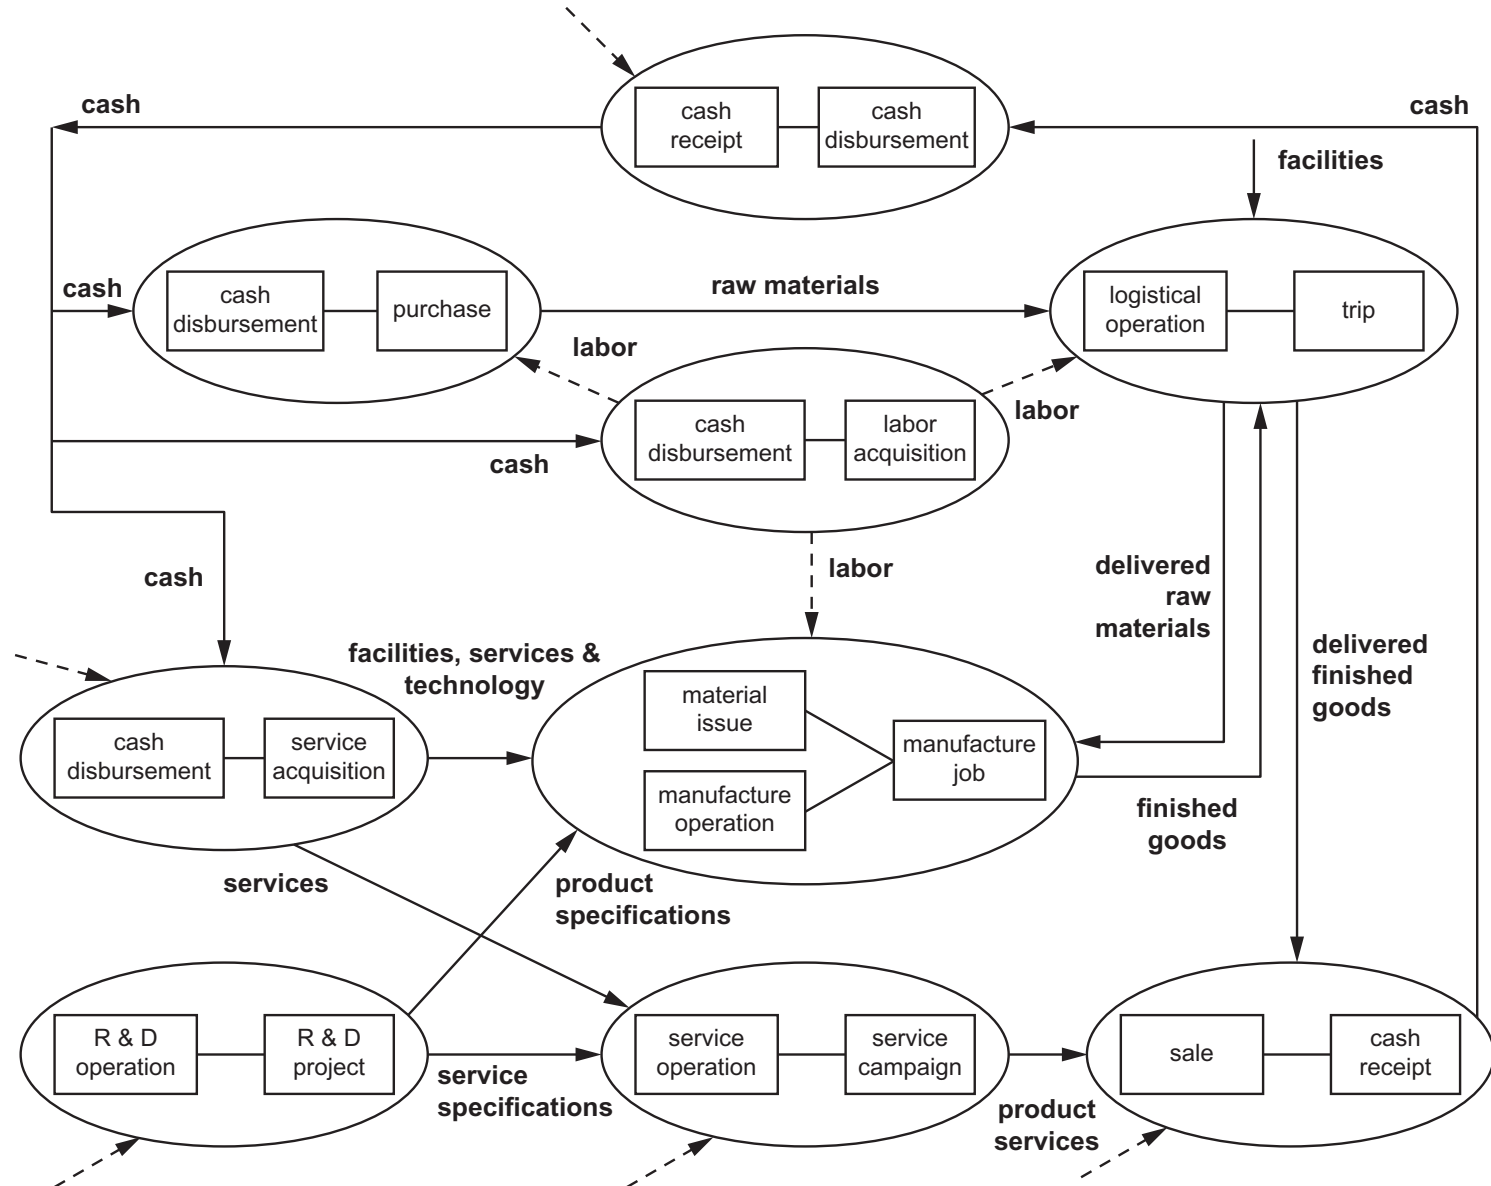 cash
cash
receipt
cash
disbursement
cash
facilities
cash
cash
disbursement
purchase
raw materials
logistical
operation
trip
labor
labor
cash
disbursement
labor
acquisition
cash
cash
labor
delivered
raw
materials
delivered
finished
goods
facilities, services &
technology
material
issue
manufacture
operation
manufacture
job
cash
disbursement
service
acquisition
finished
goods
services
product
specifications
R & D
operation
R & D
project
service
specifications
service
operation
service
campaign
product
services
sale
cash
receipt